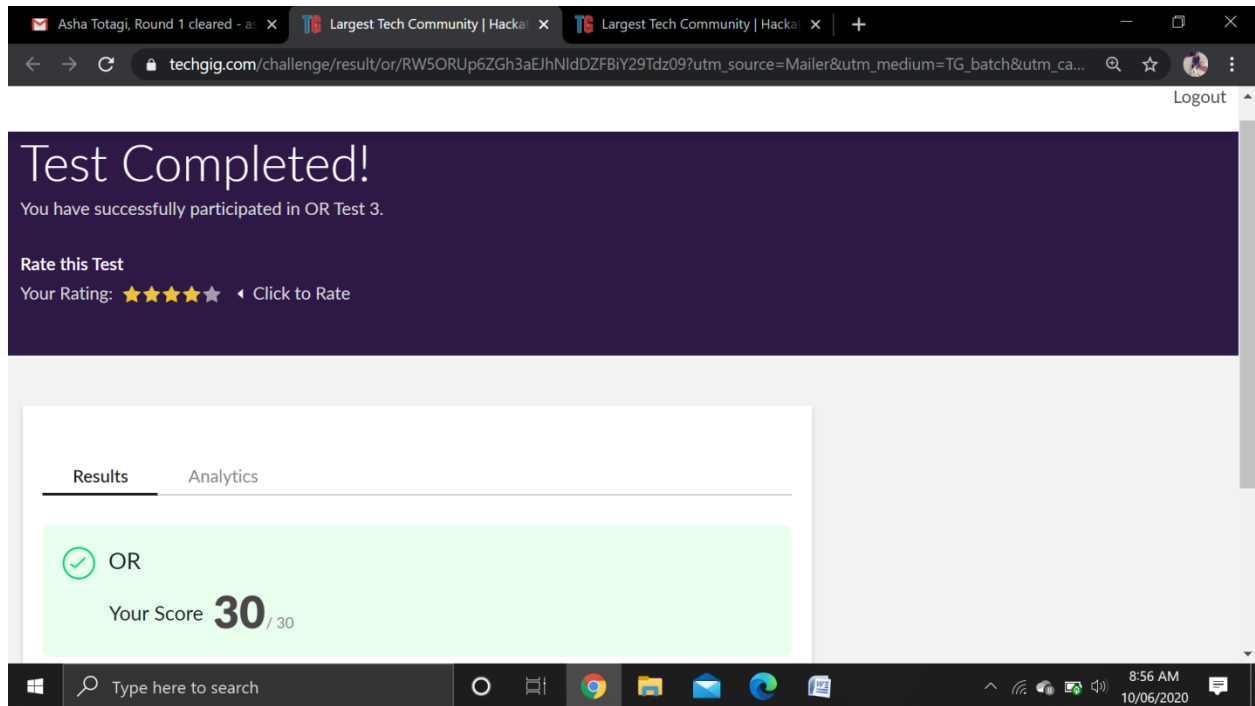 Asha Totagi, Round 1 cleared - as
Largest Tech Community | Hackat
Largest Tech Community | Hackat
techgig.com/challenge/result/or/RW5ORUp6ZGh3aEJhNldDZFBiY29Tdz09?utm_source=Mailer&utm_medium=TG_batch&utm_ca...
Logout
Test Completed!
You have successfully participated in OR Test 3.
Rate this Test
Your Rating: Click to Rate
Results Analytics
OR
Your Score 30 / 30
Type here to search
8:56 AM
10/06/2020